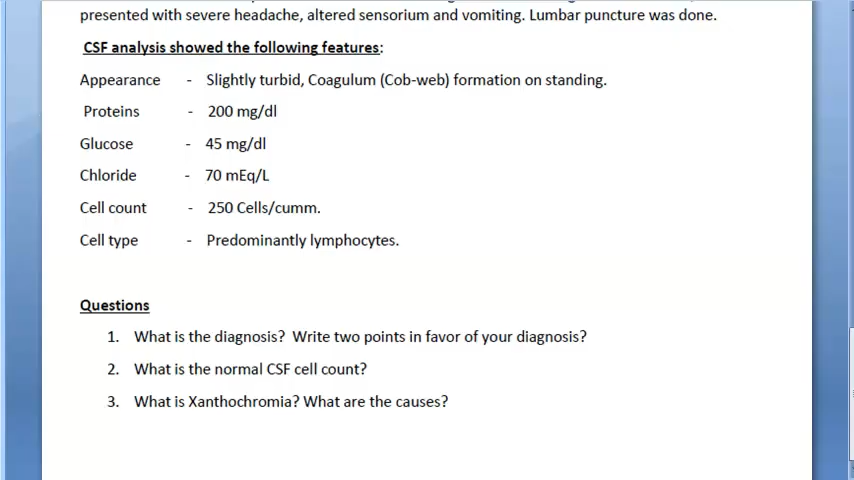 presented with severe headache, altered sensorium and vomiting. Lumbar puncture was done.
CSF analysis showed the following features:
Appearance - Slightly turbid, Coagulum (Cob-web) formation on standing.
Proteins - 200 mg/dl
Glucose - 45 mg/dl
Chloride - 70 mEq/L
Cell count - 250 Cells/cumm.
Cell type - Predominantly lymphocytes.
Questions
1. What is the diagnosis? Write two points in favor of your diagnosis?
2. What is the normal CSF cell count?
3. What is Xanthochromia? What are the causes?